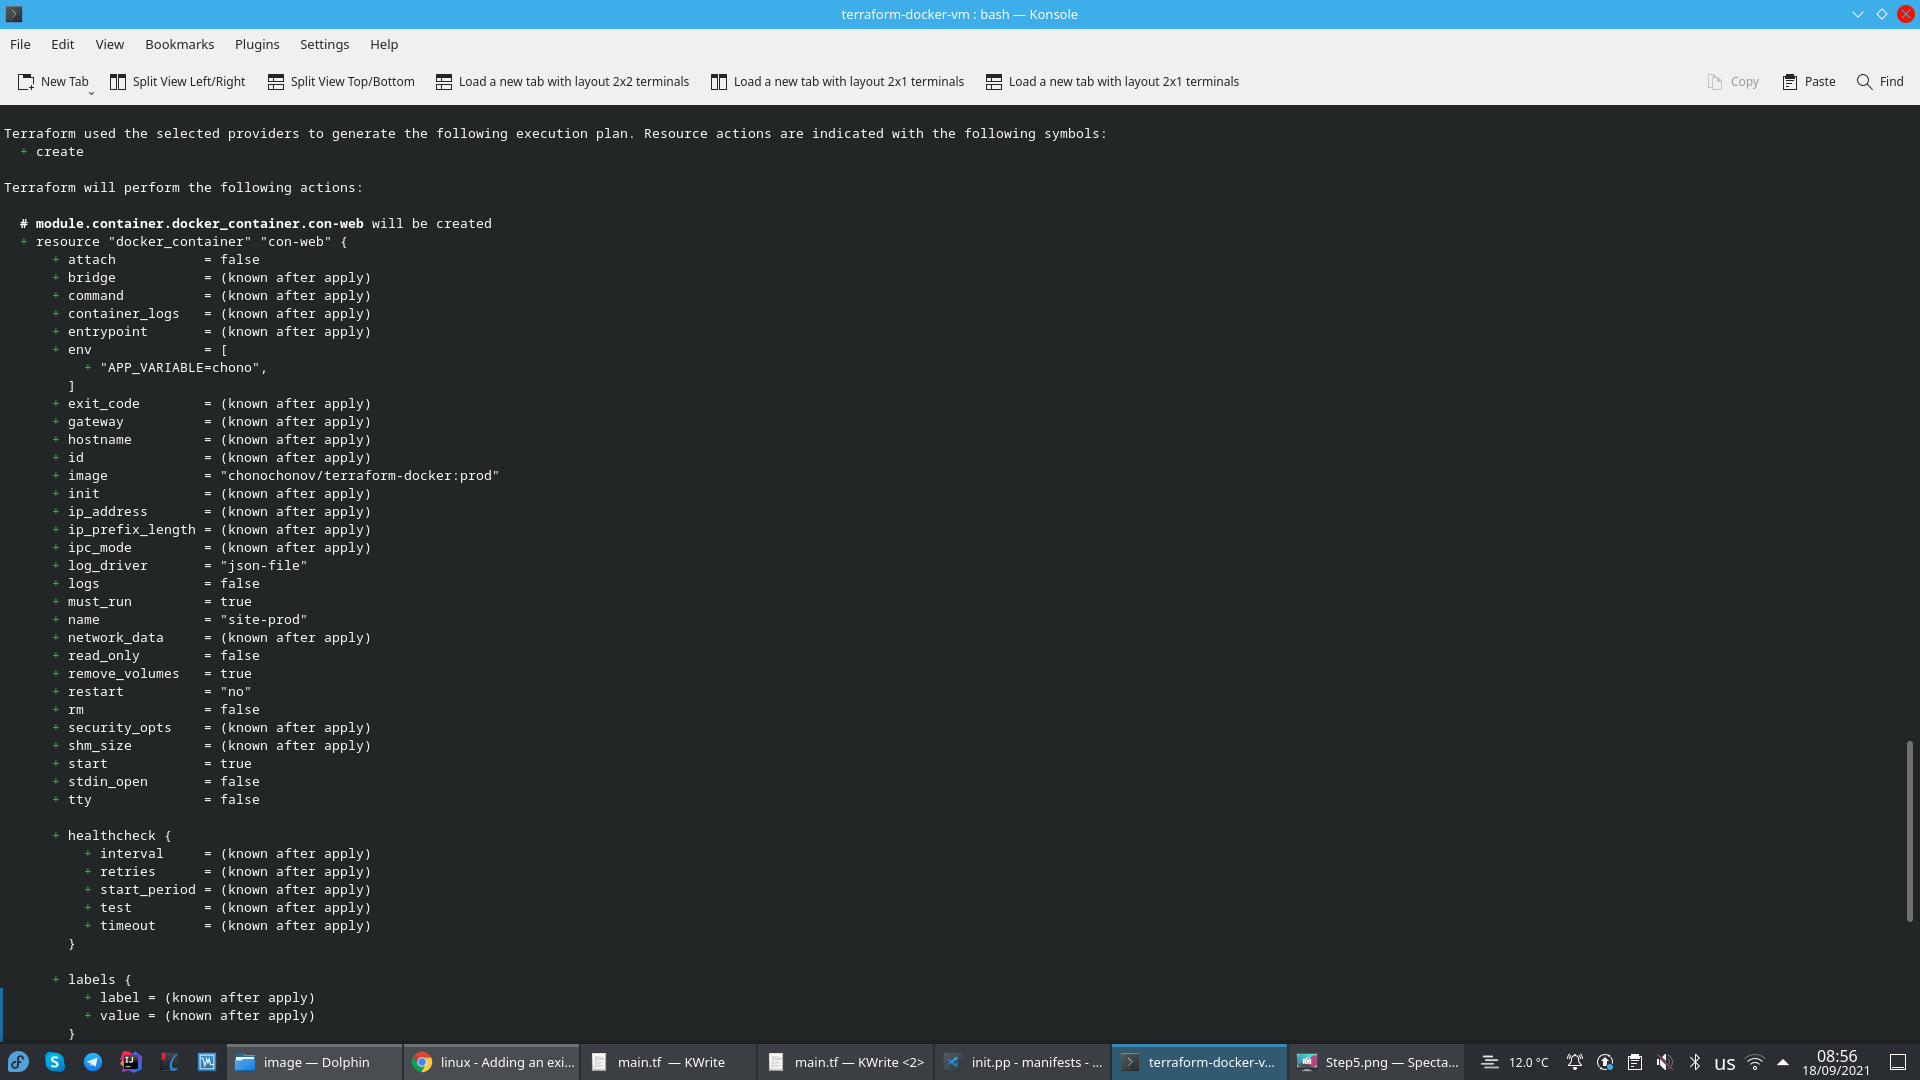 terraform-docker-vm : bash — Konsole
File Edit View Bookmarks Plugins Settings Help
New Tab Split View Left/Right Split View Top/Bottom Load a new tab with layout 2x2 terminals Load a new tab with layout 2x1 terminals Load a new tab with layout 2x1 terminals Copy Paste Find
Terraform used the selected providers to generate the following execution plan. Resource actions are indicated with the following symbols:
  + create
Terraform will perform the following actions:
  # module.container.docker_container.con-web will be created
  + resource "docker_container" "con-web" {
      + attach           = false
      + bridge           = (known after apply)
      + command          = (known after apply)
      + container_logs   = (known after apply)
      + entrypoint       = (known after apply)
      + env              = [
          + "APP_VARIABLE=chono",
        ]
      + exit_code        = (known after apply)
      + gateway          = (known after apply)
      + hostname         = (known after apply)
      + id               = (known after apply)
      + image            = "chonochonov/terraform-docker:prod"
      + init             = (known after apply)
      + ip_address       = (known after apply)
      + ip_prefix_length = (known after apply)
      + ipc_mode         = (known after apply)
      + log_driver       = "json-file"
      + logs             = false
      + must_run         = true
      + name             = "site-prod"
      + network_data     = (known after apply)
      + read_only        = false
      + remove_volumes   = true
      + restart          = "no"
      + rm               = false
      + security_opts    = (known after apply)
      + shm_size         = (known after apply)
      + start            = true
      + stdin_open       = false
      + tty              = false
      + healthcheck {
          + interval     = (known after apply)
          + retries      = (known after apply)
          + start_period = (known after apply)
          + test         = (known after apply)
          + timeout      = (known after apply)
        }
      + labels {
          + label = (known after apply)
          + value = (known after apply)
        }
image — Dolphin linux - Adding an exi... main.tf — KWrite main.tf — KWrite <2> init.pp - manifests - ... terraform-docker-v... Step5.png — Specta... 12.0 °C us 08:56
18/09/2021